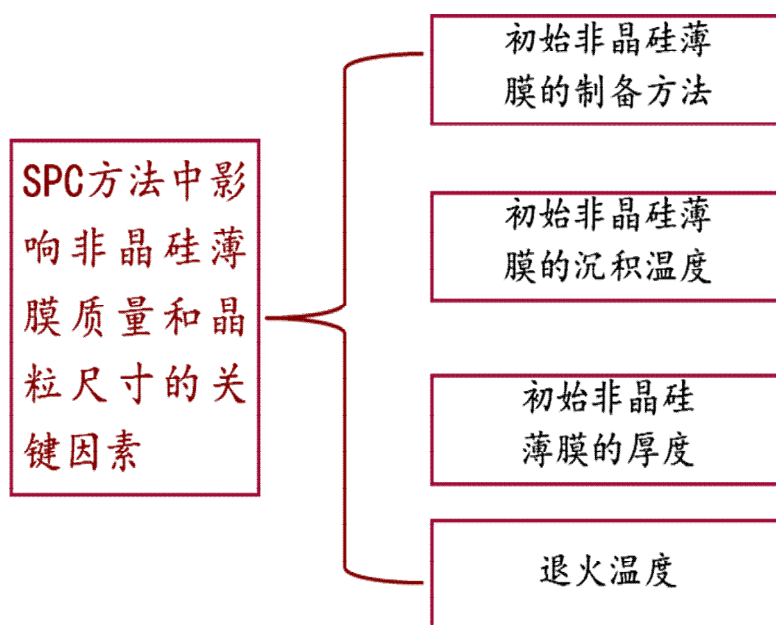 SPC方法中影
响非晶硅薄
膜质量和晶
粒尺寸的关
键因素
初始非晶硅薄
膜的制备方法
初始非晶硅薄
膜的沉积温度
初始非晶硅
薄膜的厚度
退火温度